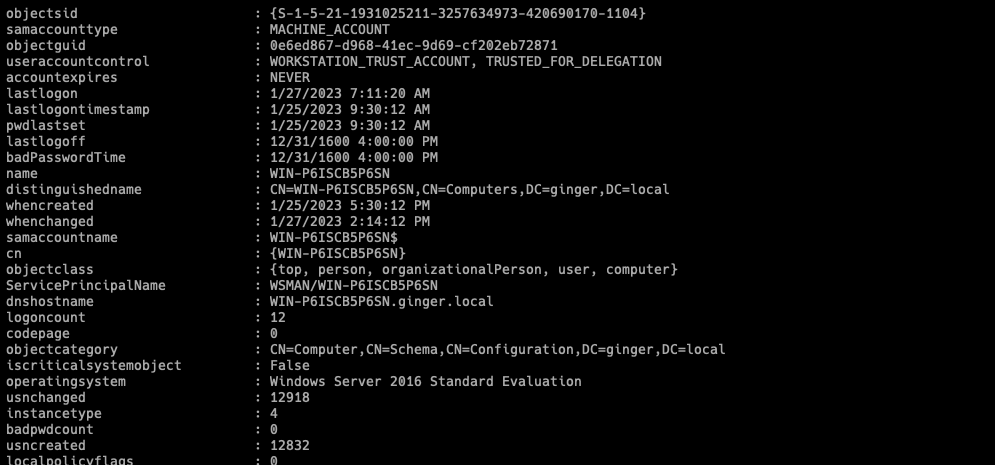 objectsid : {S-1-5-21-1931025211-3257634973-420690170-1104}
samaccounttype : MACHINE_ACCOUNT
objectguid : 0e6ed867-d968-41ec-9d69-cf202eb72871
useraccountcontrol : WORKSTATION_TRUST_ACCOUNT, TRUSTED_FOR_DELEGATION
accountexpires : NEVER
lastlogon : 1/27/2023 7:11:20 AM
lastlogontimestamp : 1/25/2023 9:30:12 AM
pwdlastset : 1/25/2023 9:30:12 AM
lastlogoff : 12/31/1600 4:00:00 PM
badPasswordTime : 12/31/1600 4:00:00 PM
name : WIN-P6ISCB5P6SN
distinguishedname : CN=WIN-P6ISCB5P6SN,CN=Computers,DC=ginger,DC=local
whencreated : 1/25/2023 5:30:12 PM
whenchanged : 1/27/2023 2:14:12 PM
samaccountname : WIN-P6ISCB5P6SN$
cn : {WIN-P6ISCB5P6SN}
objectclass : {top, person, organizationalPerson, user, computer}
ServicePrincipalName : WSMAN/WIN-P6ISCB5P6SN
dnshostname : WIN-P6ISCB5P6SN.ginger.local
logoncount : 12
codepage : 0
objectcategory : CN=Computer,CN=Schema,CN=Configuration,DC=ginger,DC=local
iscriticalsystemobject : False
operatingsystem : Windows Server 2016 Standard Evaluation
usnchanged : 12918
instancetype : 4
badpwdcount : 0
usncreated : 12832
localpolicyflags : 0